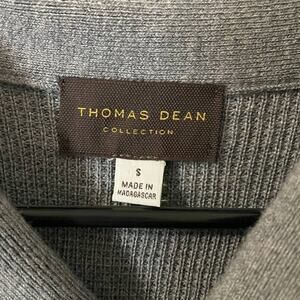 THOMAS DEAN
COLLECTION
S
MADE IN
MADAGASCAR